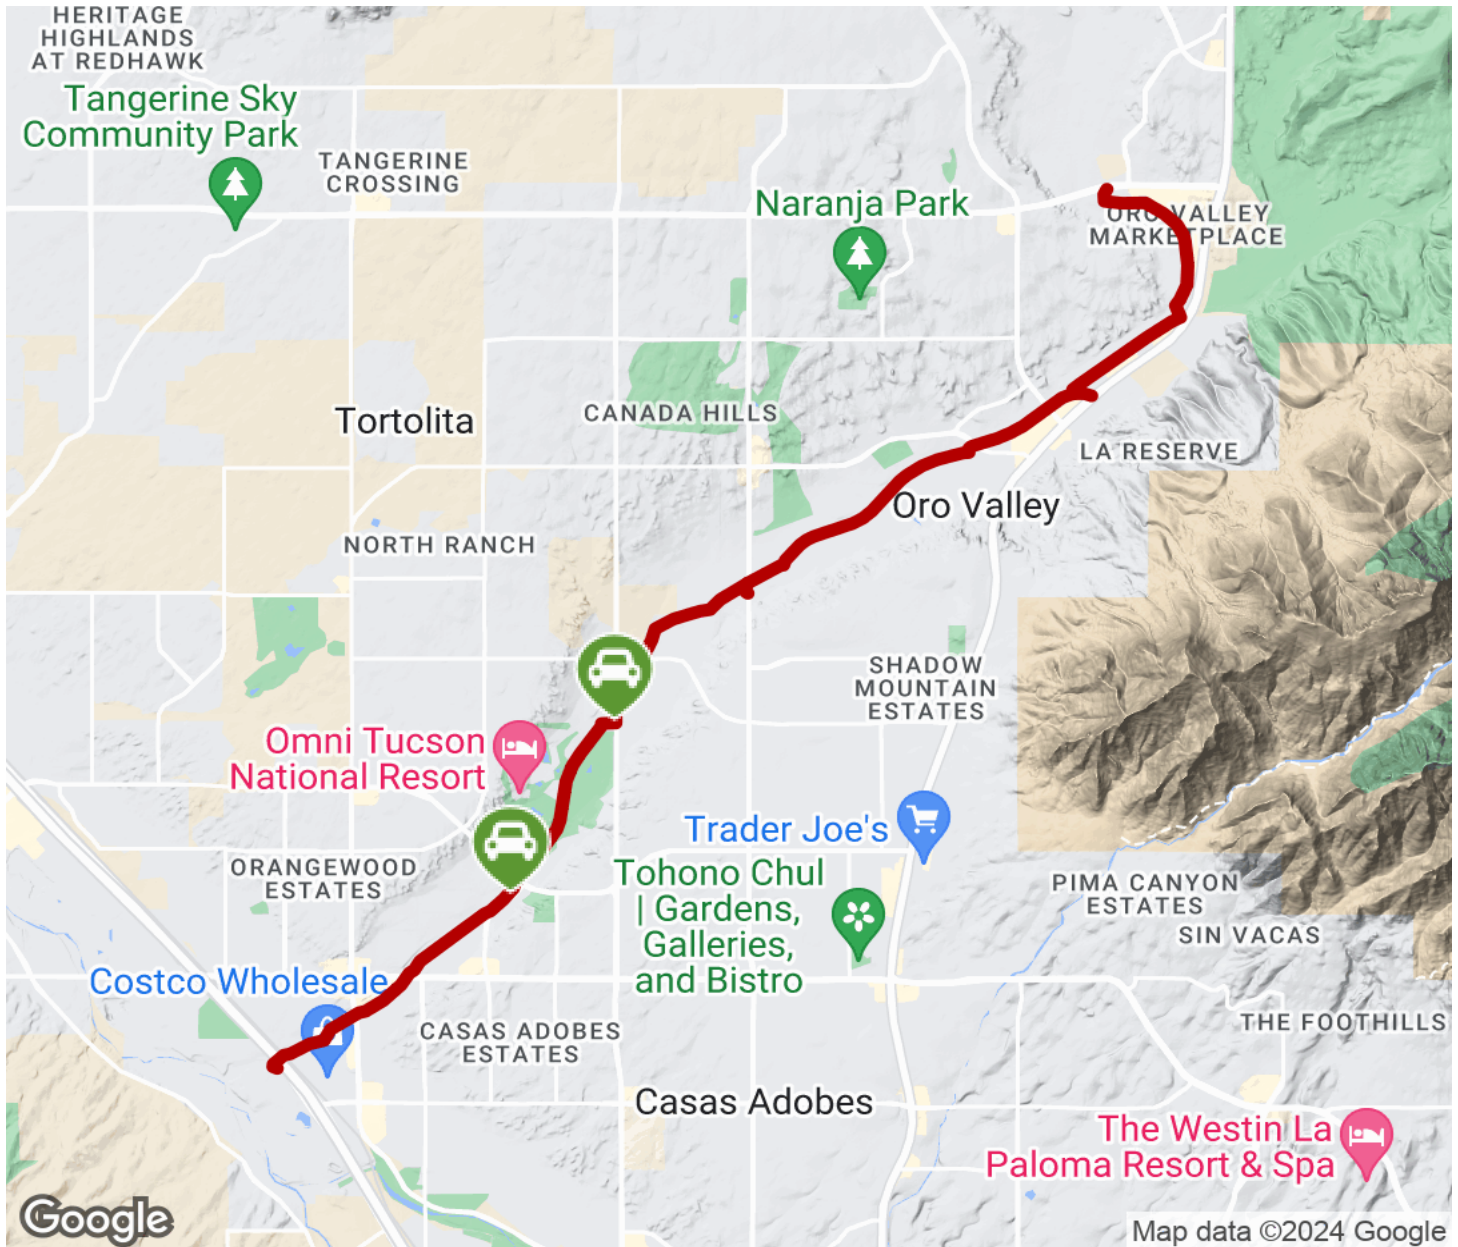 HERITAGE
HIGHLANDS
AT REDHAWK
Tangerine Sky
Community Park
TANGERINE
CROSSING
Naranja Park
ORO VALLEY
MARKETPLACE
Tortolita
CANADA HILLS
LA RESERVE
Oro Valley
NORTH RANCH
SHADOW
MOUNTAIN
ESTATES
Omni Tucson
National Resort
Trader Joe's
ORANGEWOOD
ESTATES
Tohono Chul
| Gardens,
Galleries,
and Bistro
PIMA CANYON
ESTATES
SIN VACAS
Costco Wholesale
CASAS ADOBES
ESTATES
THE FOOTHILLS
Casas Adobes
The Westin La
Paloma Resort & Spa
Google
Map data ©2024 Google